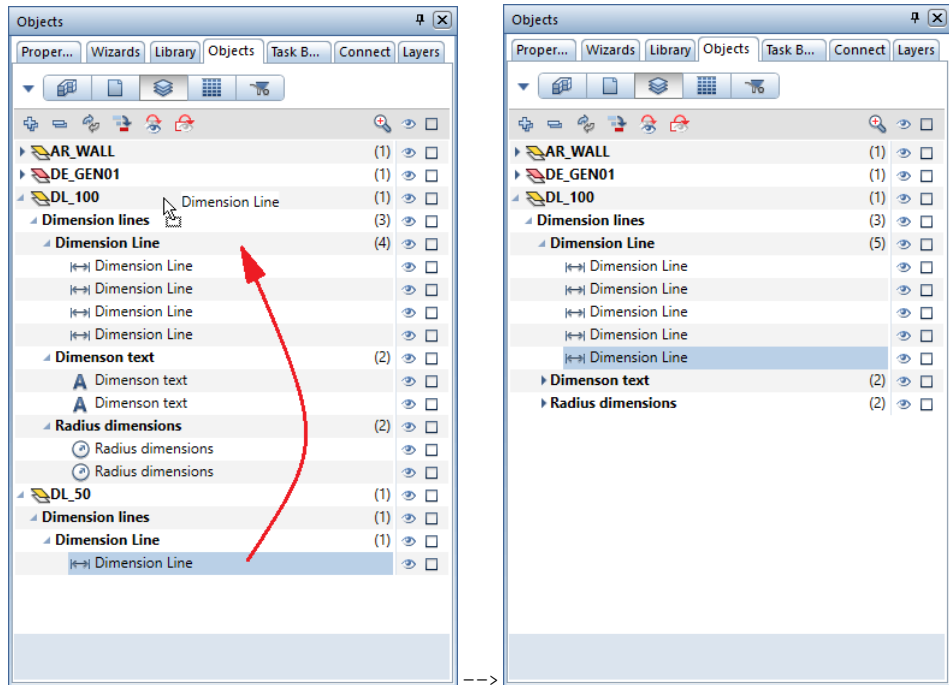 Objects
Proper... Wizards Library Objects Task B... Connect Layers
AR_WALL (1)
DE_GEN01 (1)
DL_100 (1)
Dimension Line
Dimension lines (3)
Dimension Line (4)
Dimension Line
Dimension Line
Dimension Line
Dimension Line
Dimenson text (2)
A Dimenson text
A Dimenson text
Radius dimensions (2)
Radius dimensions
Radius dimensions
DL_50 (1)
Dimension lines (1)
Dimension Line (1)
Dimension Line
-->
Objects
Proper... Wizards Library Objects Task B... Connect Layers
AR_WALL (1)
DE_GEN01 (1)
DL_100 (1)
Dimension lines (3)
Dimension Line (5)
Dimension Line
Dimension Line
Dimension Line
Dimension Line
Dimension Line
Dimenson text (2)
Radius dimensions (2)